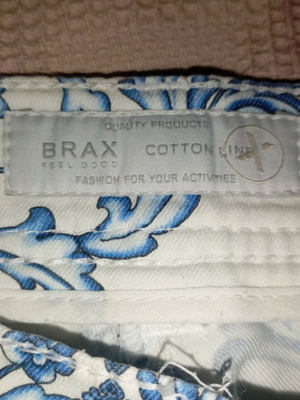 QUALITY PRODUCTS
BRAX COTTON LINE
FEEL GOOD
FASHION FOR YOUR ACTIVITIES